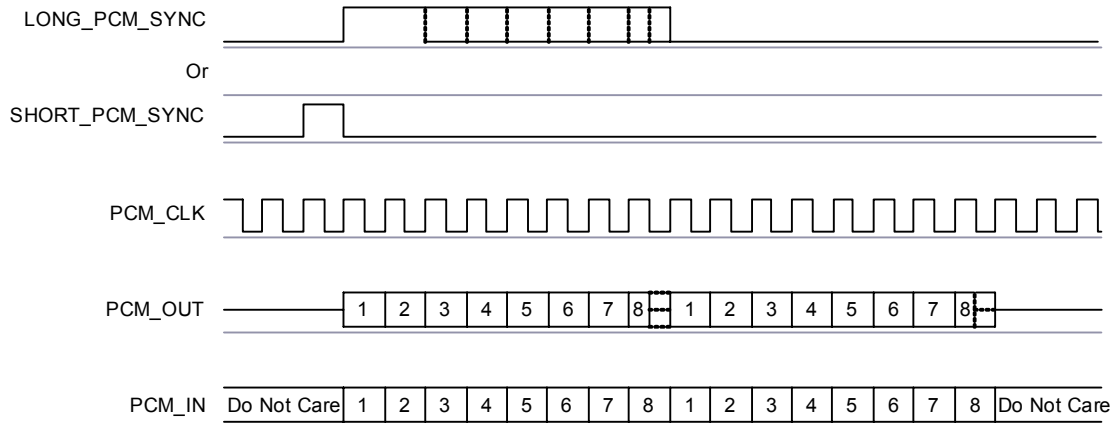 LONG_PCM_SYNC
Or
SHORT_PCM_SYNC
PCM_CLK
PCM_OUT 1 2 3 4 5 6 7 8 1 2 3 4 5 6 7 8
PCM_IN Do Not Care 1 2 3 4 5 6 7 8 1 2 3 4 5 6 7 8 Do Not Care